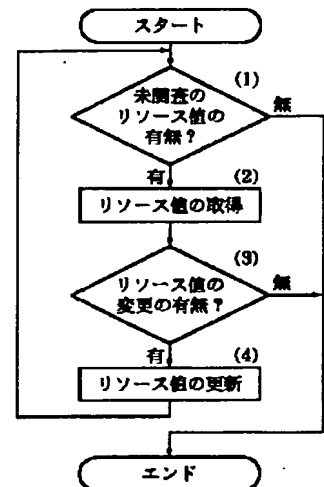 スタート
(1)
未調査の
リソース値の
有無?
無
有
(2)
リソース値の取得
(3)
リソース値の
変更の有無?
無
有
(4)
リソース値の更新
エンド